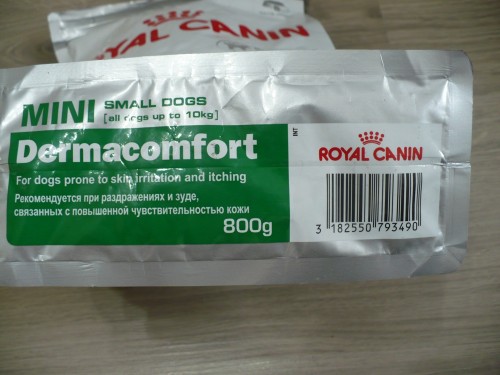 ROYAL CANIN
MINI SMALL DOGS
[all dogs up to 10kg]
Dermacomfort
For dogs prone to skin irritation and itching
Рекомендуется при раздражениях и зуде,
связанных с повышенной чувствительностью кожи
800g
INT
ROYAL CANIN
3 182550 793490